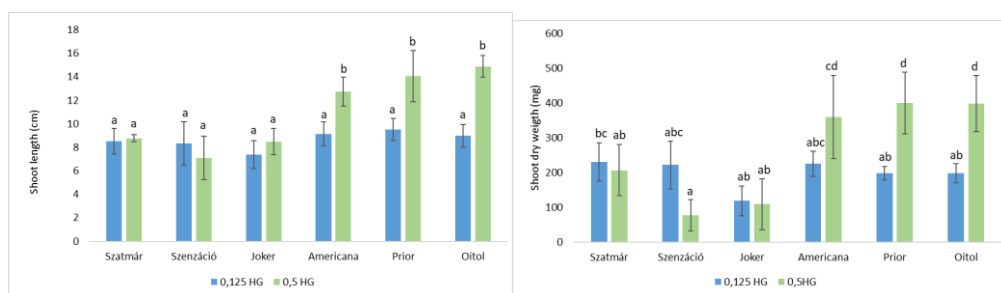 Shoot length (cm)
18
16
14
12
10
8
6
4
2
0
a a
a a
a a
a b
a b
a b
Szatmár Szenzáció Joker Americana Prior Oitol
0,125 HG 0,5 HG
Shoot dry weigth (mg)
600
500
400
300
200
100
0
bc ab
abc a
ab ab
abc cd
ab d
ab d
Szatmár Szenzáció Joker Americana Prior Oitol
0,125 HG 0,5HG